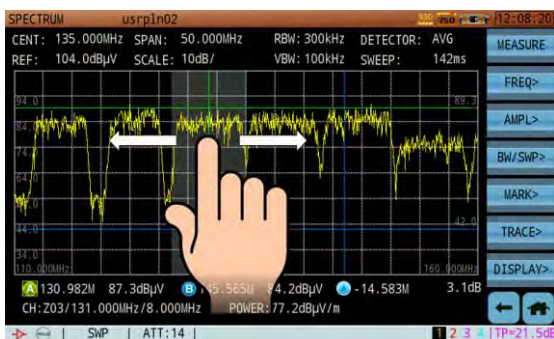 SPECTRUM usrpln02 12:08:20
CENT: 135.000MHz SPAN: 50.000MHz RBW: 300kHz DETECTOR: AVG
REF: 104.0dBµV SCALE: 10dB/ VBW: 100kHz SWEEP: 142ms
MEASURE
FREQ>
AMPL>
BW/SWP>
MARK>
TRACE>
DISPLAY>
94.0 89.3
84.0
44.0 42.0
34.0
110.000MHz 160.000MHz
A 130.982M 87.3dBµV B 84.2dBµV -14.583M 3.1dB
CH:Z03/131.000MHz/8.000MHz POWER:77.2dBµV/m
SWP | ATT:14 | 1 2 3 4 TP=21.5dB